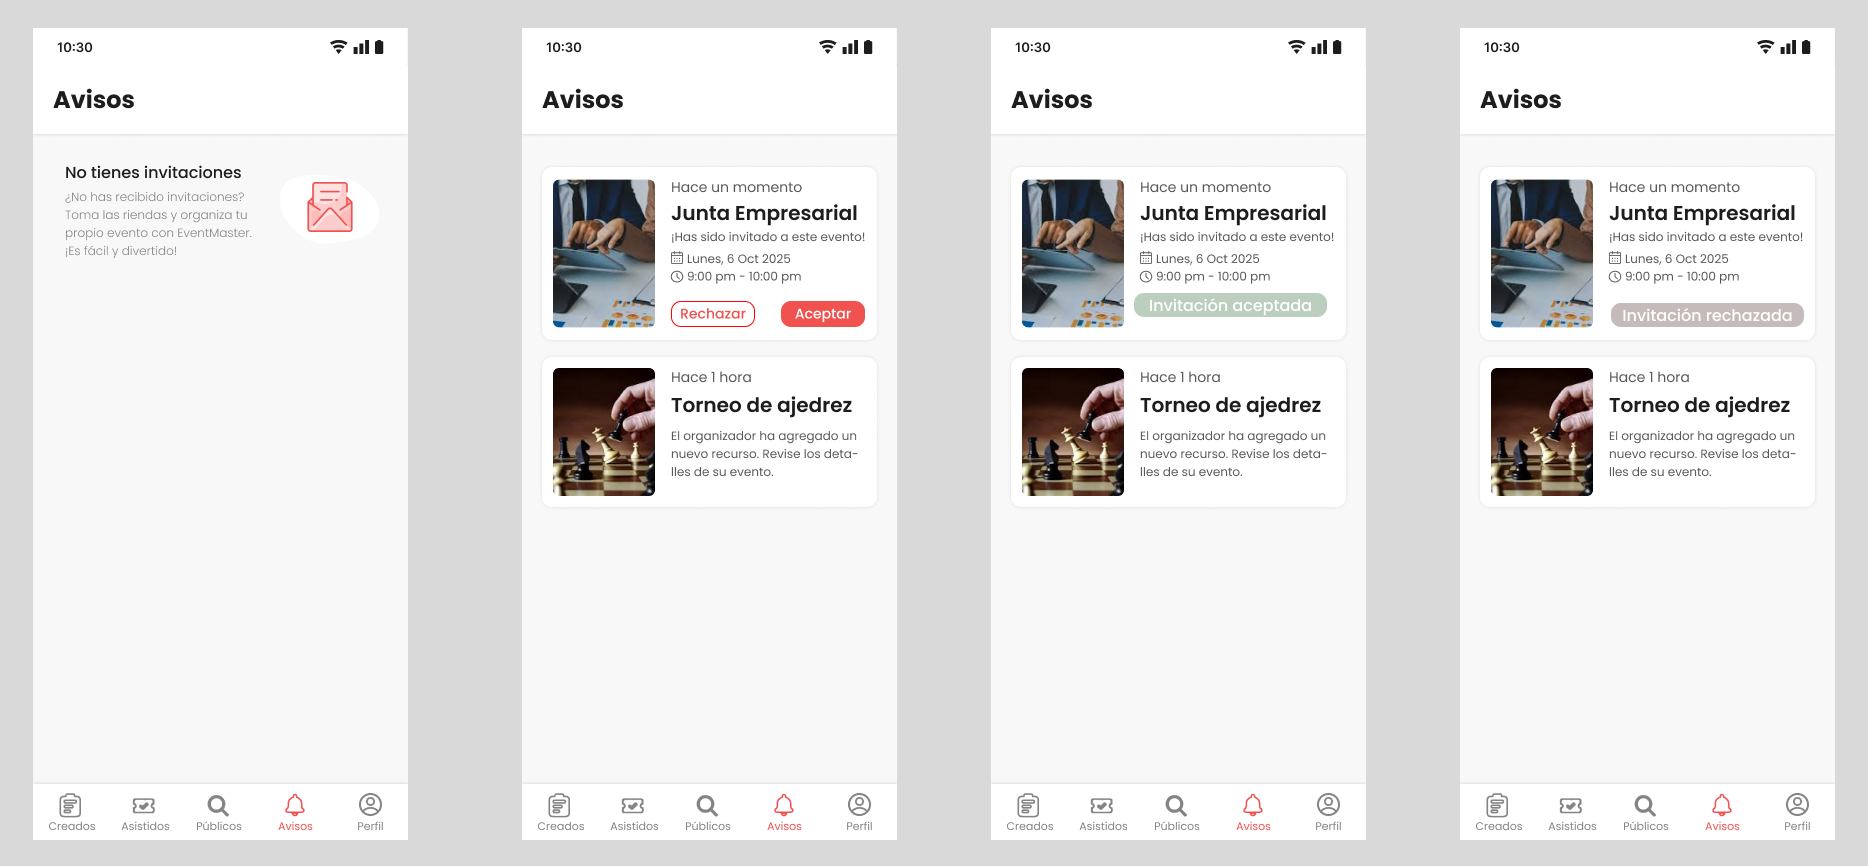 10:30
Avisos
No tienes invitaciones
¿No has recibido invitaciones?
Toma las riendas y organiza tu
propio evento con EventMaster.
¡Es fácil y divertido!
Creados
Asistidos
Públicos
Avisos
Perfil
10:30
Avisos
Hace un momento
Junta Empresarial
¡Has sido invitado a este evento!
Lunes, 6 Oct 2025
9:00 pm - 10:00 pm
Rechazar
Aceptar
Hace 1 hora
Torneo de ajedrez
El organizador ha agregado un
nuevo recurso. Revise los deta-
lles de su evento.
Creados
Asistidos
Públicos
Avisos
Perfil
10:30
Avisos
Hace un momento
Junta Empresarial
¡Has sido invitado a este evento!
Lunes, 6 Oct 2025
9:00 pm - 10:00 pm
Invitación aceptada
Hace 1 hora
Torneo de ajedrez
El organizador ha agregado un
nuevo recurso. Revise los deta-
lles de su evento.
Creados
Asistidos
Públicos
Avisos
Perfil
10:30
Avisos
Hace un momento
Junta Empresarial
¡Has sido invitado a este evento!
Lunes, 6 Oct 2025
9:00 pm - 10:00 pm
Invitación rechazada
Hace 1 hora
Torneo de ajedrez
El organizador ha agregado un
nuevo recurso. Revise los deta-
lles de su evento.
Creados
Asistidos
Públicos
Avisos
Perfil